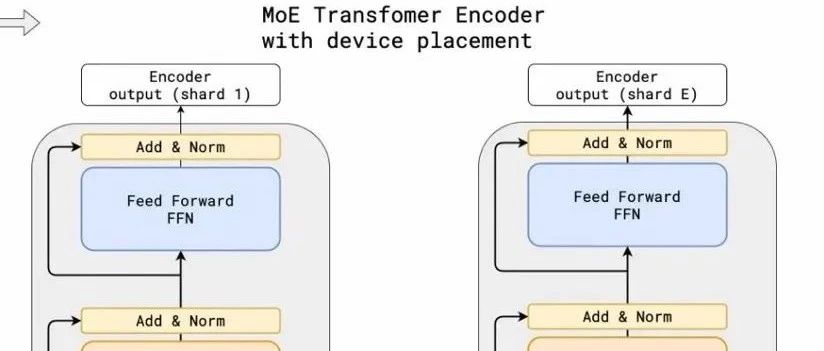 MoE Transfomer Encoder
with device placement
Encoder
output (shard 1)
Add & Norm
Feed Forward
FFN
Add & Norm
Encoder
output (shard E)
Add & Norm
Feed Forward
FFN
Add & Norm